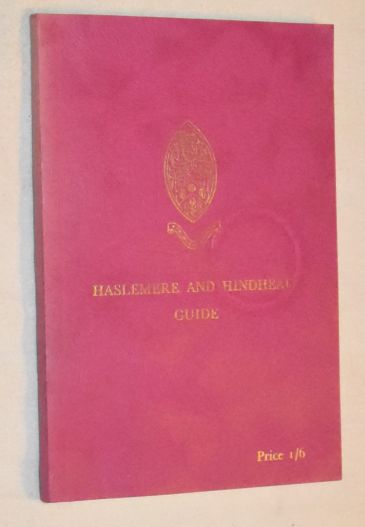 HASLEMERE AND HINDHEAD
GUIDE
Price 1/6